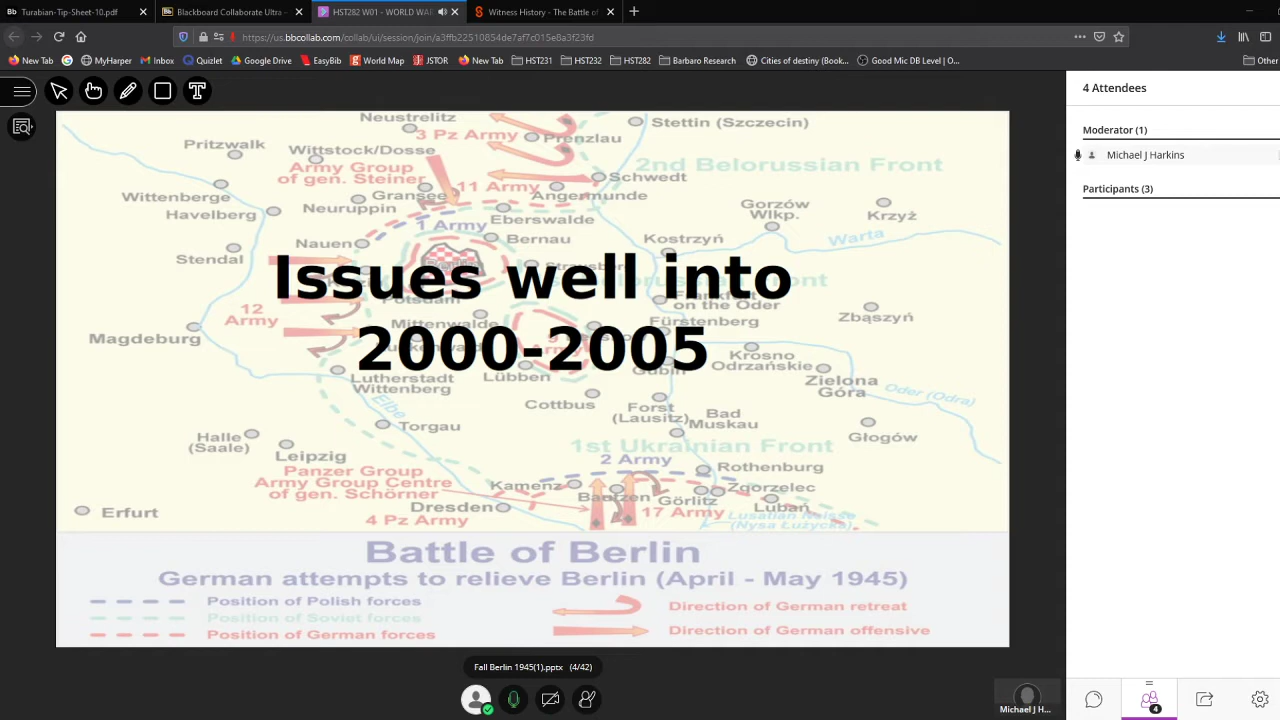 Turabian-Tip-Sheet-10.pdf
Blackboard Collaborate Ultra –
HST282 W01 - WORLD WAR
Witness History - The Battle of
https://us.bbcollab.com/collab/ui/session/join/a3ffb22510854de7af7c015e8a3f23fd
New Tab
MyHarper
Inbox
Quizlet
Google Drive
EasyBib
World Map
JSTOR
New Tab
HST231
HST232
HST282
Barbaro Research
Cities of destiny (Book...
Good Mic DB Level | O...
Other
4 Attendees
Moderator (1)
Michael J Harkins
Participants (3)
Neustrelitz
3 Pz Army
Prenzlau
Stettin (Szczecin)
Pritzwalk
Wittstock/Dosse
Army Group
of gen. Steiner
2nd Belorussian Front
11 Army
Schwedt
Wittenberge
Gransee
Angermunde
Havelberg
Neuruppin
Eberswalde
Gorzów
Wlkp.
Krzyż
1 Army
Nauen
Bernau
Kostrzyń
Warta
Stendal
Issues well into
2000-2005
Potsdam
on the Oder
12
Army
Mittenwalde
Fürstenberg
Zbąszyń
Magdeburg
Krosno
Odrzańskie
Lutherstadt
Wittenberg
Lübben
Zielona
Góra
Oder (Odra)
Elbe
Cottbus
Forst
(Lausitz)
Bad
Muskau
Torgau
Halle
(Saale)
Leipzig
1st Ukrainian Front
Głogów
2 Army
Rothenburg
Panzer Group
Army Group Centre
of gen. Schörner
Kamenz
Bautzen
Görlitz
Zgorzelec
Lubań
Erfurt
Dresden
4 Pz Army
17 Army
Lusatian Neisse
(Nysa Łużycka)
Battle of Berlin
German attempts to relieve Berlin (April - May 1945)
Position of Polish forces
Position of Soviet forces
Position of German forces
Direction of German retreat
Direction of German offensive
Fall Berlin 1945(1).pptx (4/42)
Michael J H...
4